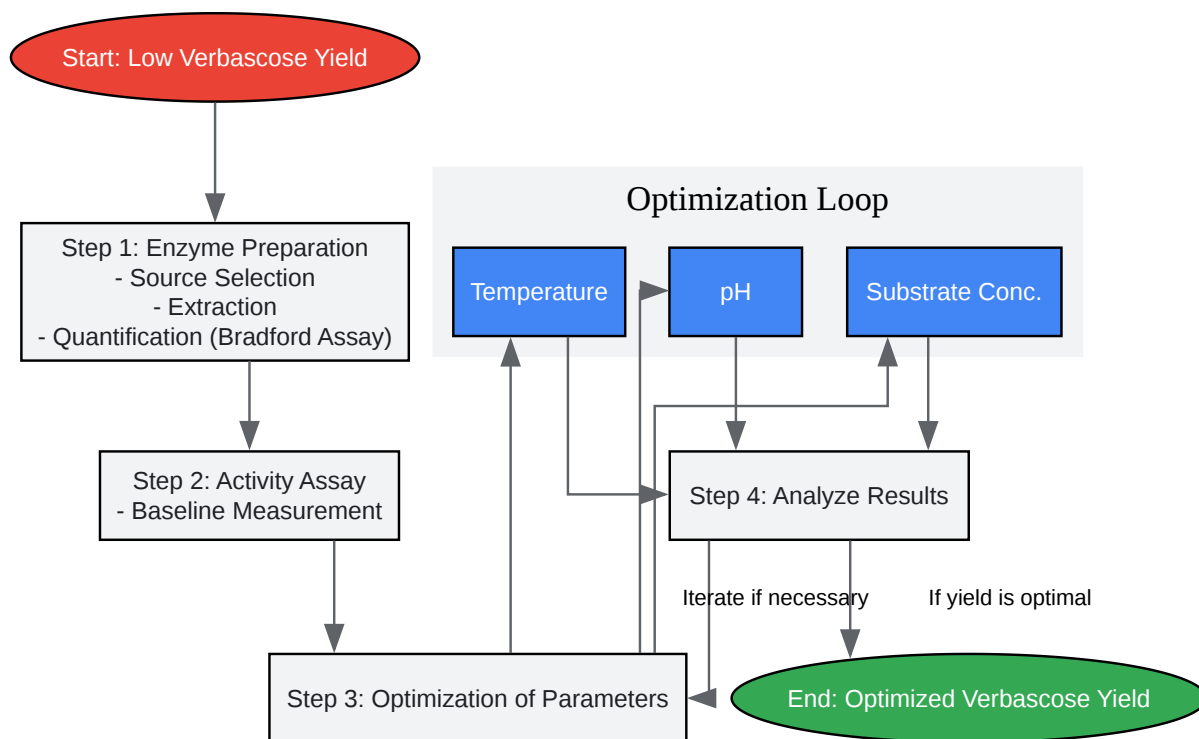 Start: Low Verbascose Yield
Step 1: Enzyme Preparation
- Source Selection
- Extraction
- Quantification (Bradford Assay)
Optimization Loop
Temperature
pH
Substrate Conc.
Step 2: Activity Assay
- Baseline Measurement
Step 4: Analyze Results
Iterate if necessary
If yield is optimal
Step 3: Optimization of Parameters
End: Optimized Verbascose Yield